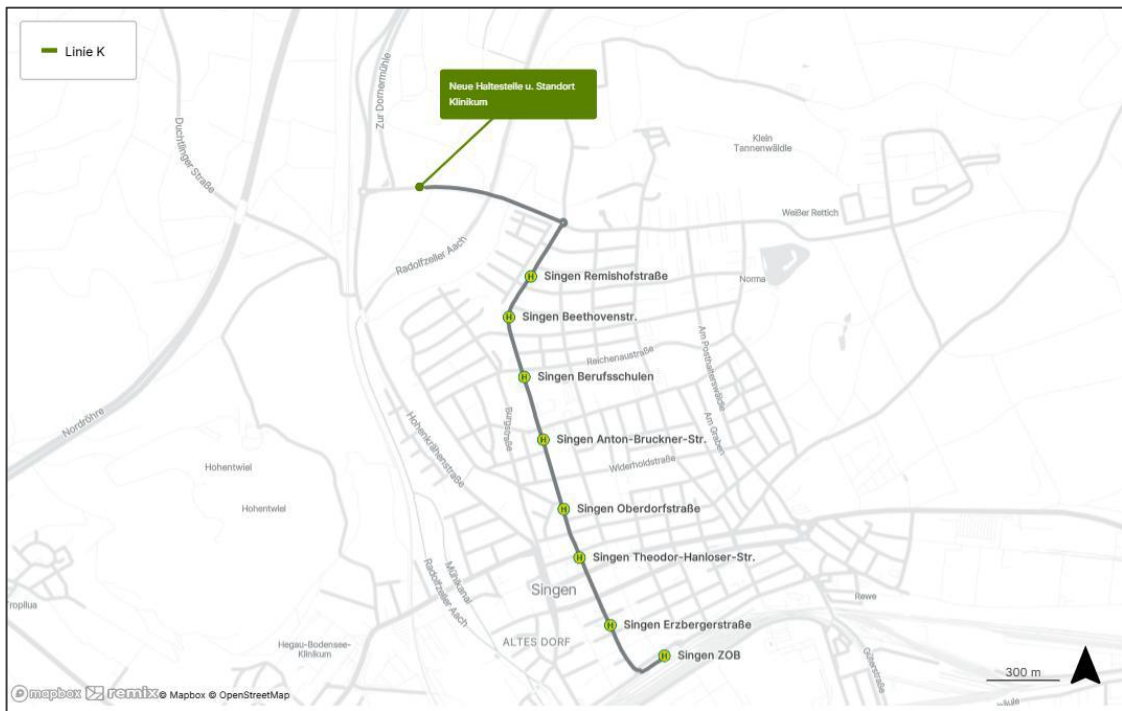 Linie K
Neue Haltestelle u. Standort
Klinikum
Zur Dornermühle
Duchtlinger Straße
Klein
Tannenwäldle
Weißer Rettich
Radolfzeller Aach
Singen Remishofstraße
Norma
Singen Beethovenstr.
Am Posthalterswäldle
Reichenaustraße
Singen Berufsschulen
Nordröhre
Burgstraße
Hohenkrähenstraße
Am Graben
Singen Anton-Bruckner-Str.
Hohentwiel
Widerholdstraße
Hohentwiel
Singen Oberdorfstraße
Singen Theodor-Hanloser-Str.
Mühlkanal
Radolfzeller Aach
Singen
Rewe
Tropilua
Singen Erzbergerstraße
ALTES DORF
Hegau-Bodensee-
Klinikum
Singen ZOB
Güterstraße
300 m
mapbox remix © Mapbox © OpenStreetMap